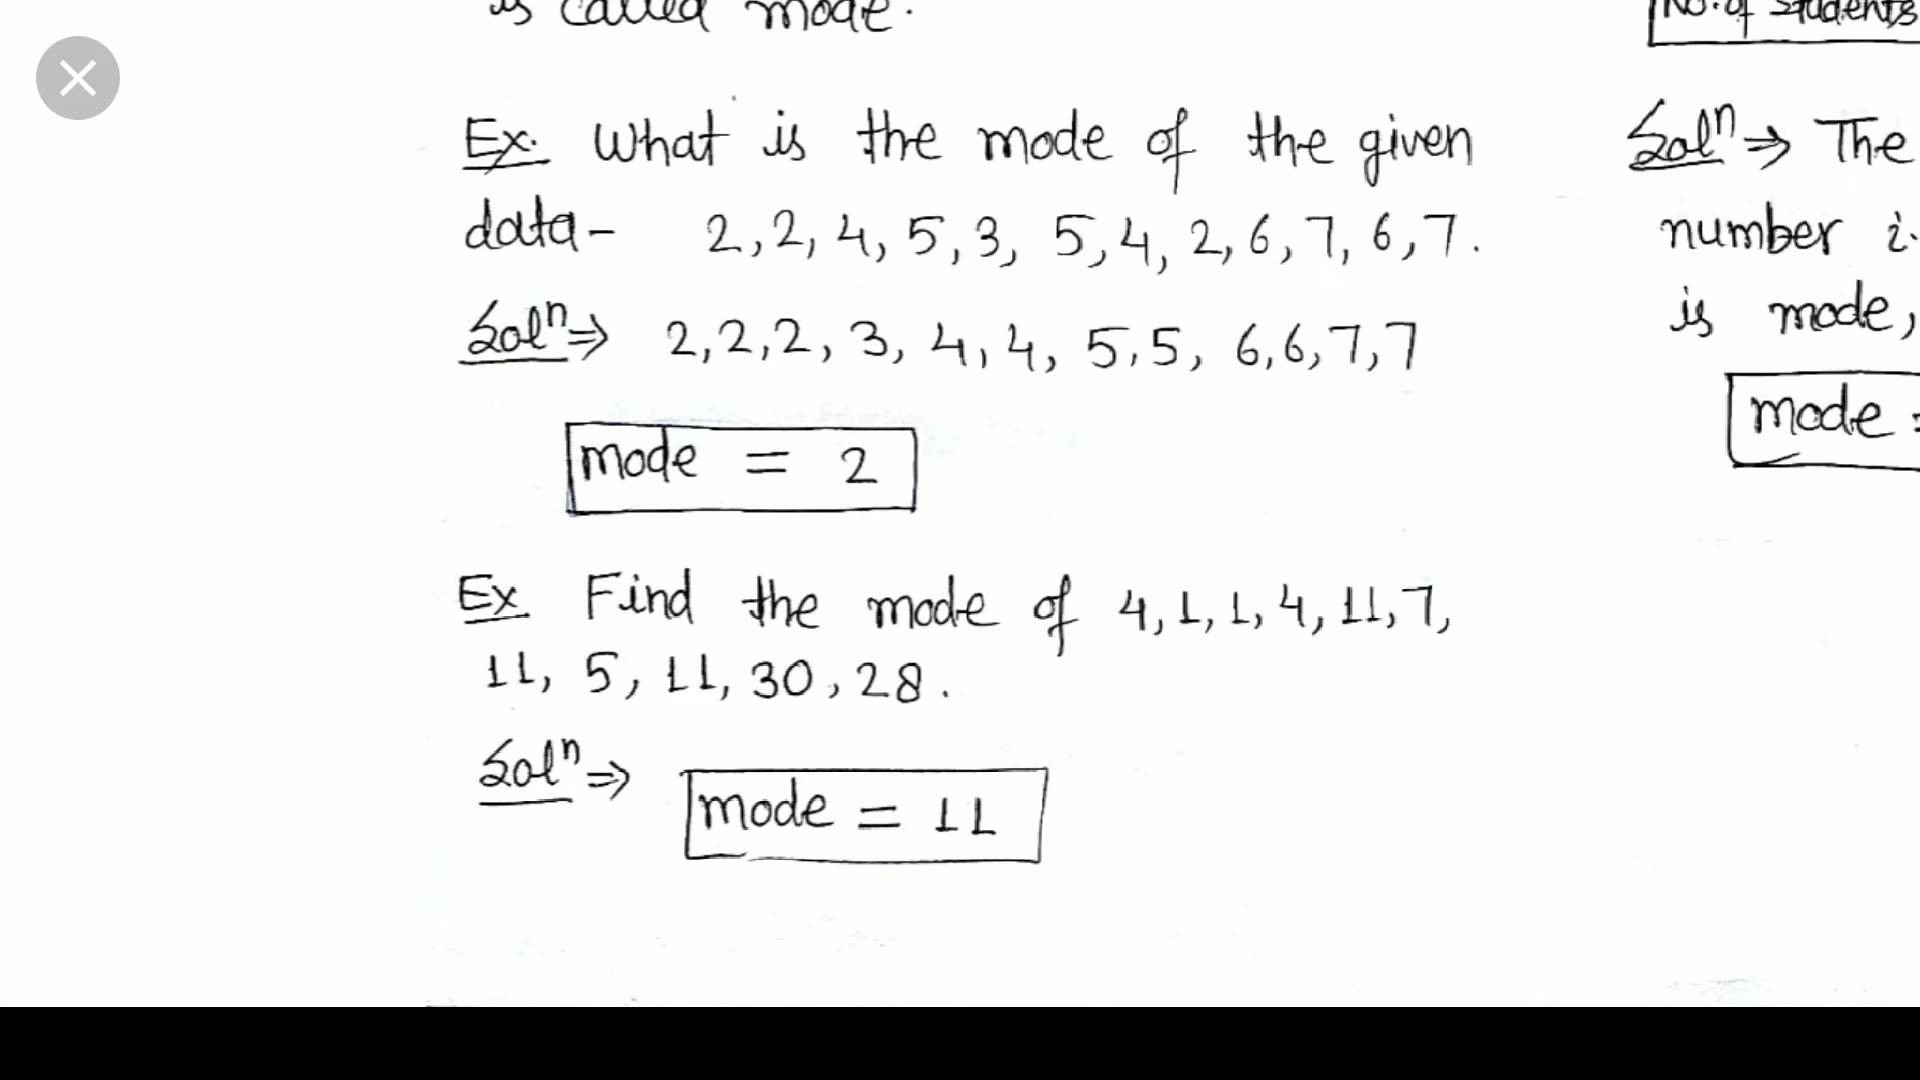 is called mode.
Ex. What is the mode of the given
data- 2,2,4,5,3,5,4,2,6,7,6,7.
Solⁿ⇒ 2,2,2,3,4,4,5,5,6,6,7,7
mode = 2
Ex Find the mode of 4,1,1,4,11,7,
11, 5, 11, 30, 28.
Solⁿ⇒ mode = 11
No. of students
Solⁿ⇒ The
number i.
is mode,
mode =